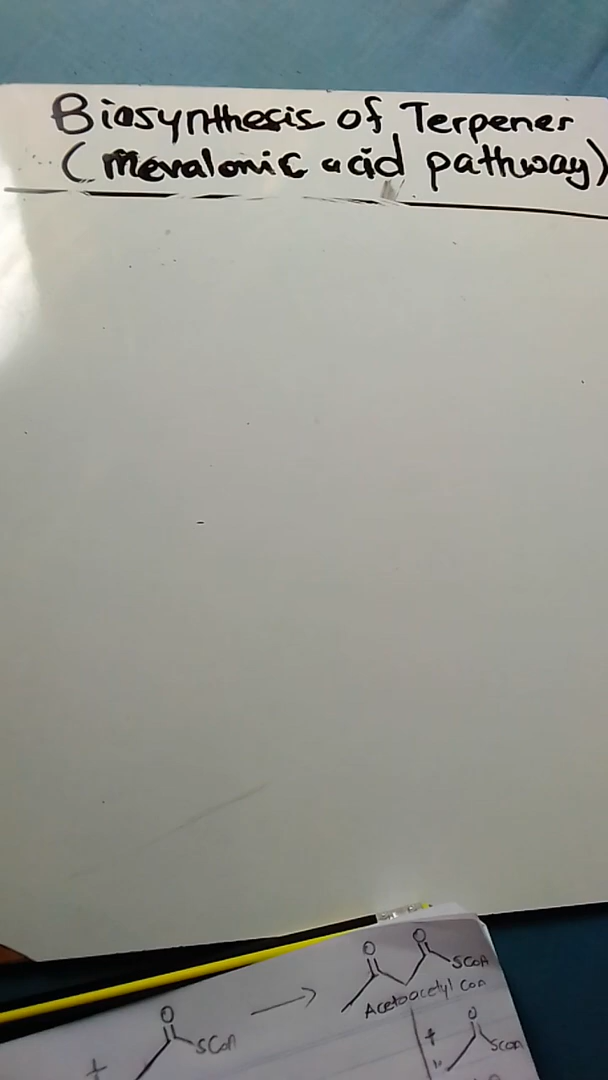 Biosynthesis of Terpenes
(mevalonic acid pathway)
O O
SCoA
Acetoacetyl CoA
O
SCoA
+
+
O
SCoA